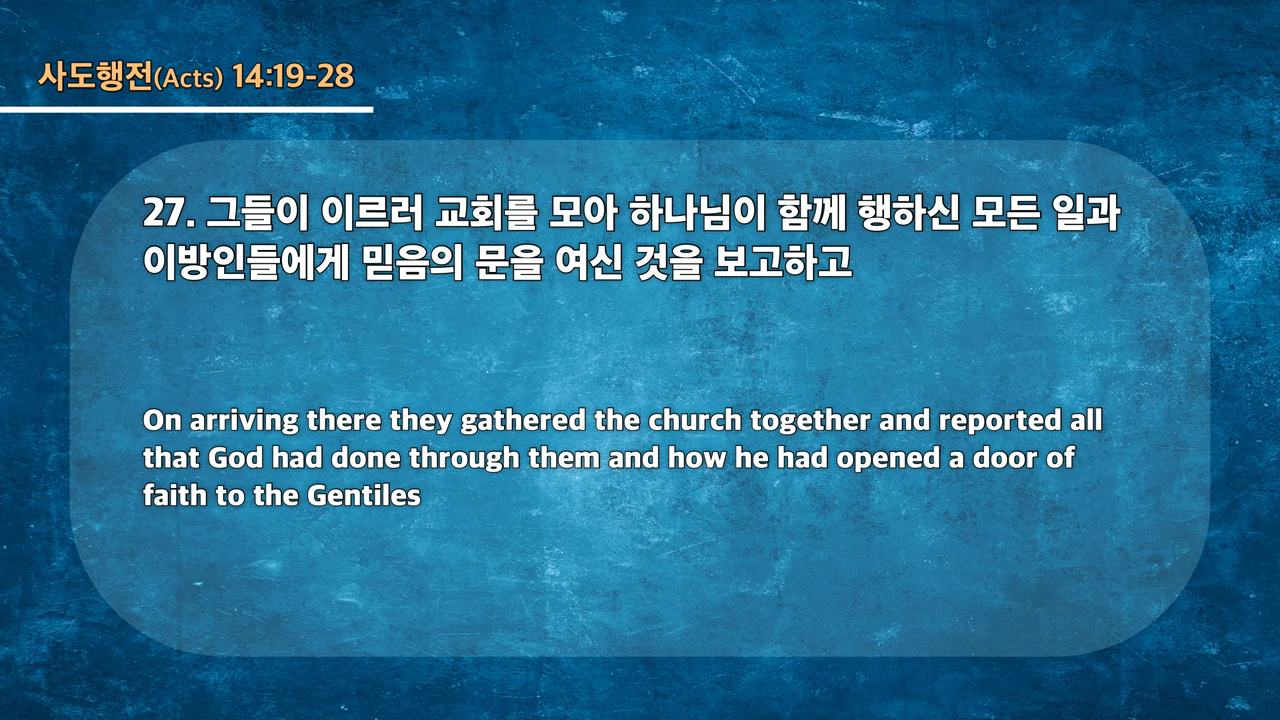 사도행전(Acts) 14:19-28
27. 그들이 이르러 교회를 모아 하나님이 함께 행하신 모든 일과
이방인들에게 믿음의 문을 여신 것을 보고하고
On arriving there they gathered the church together and reported all
that God had done through them and how he had opened a door of
faith to the Gentiles